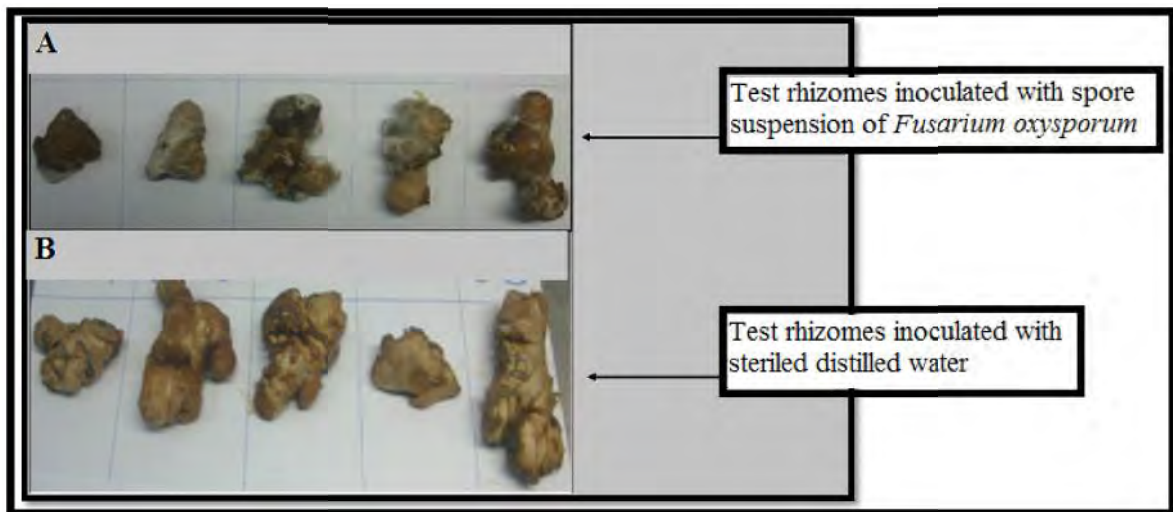 A
Test rhizomes inoculated with spore
suspension of Fusarium oxysporum
B
Test rhizomes inoculated with
steriled distilled water